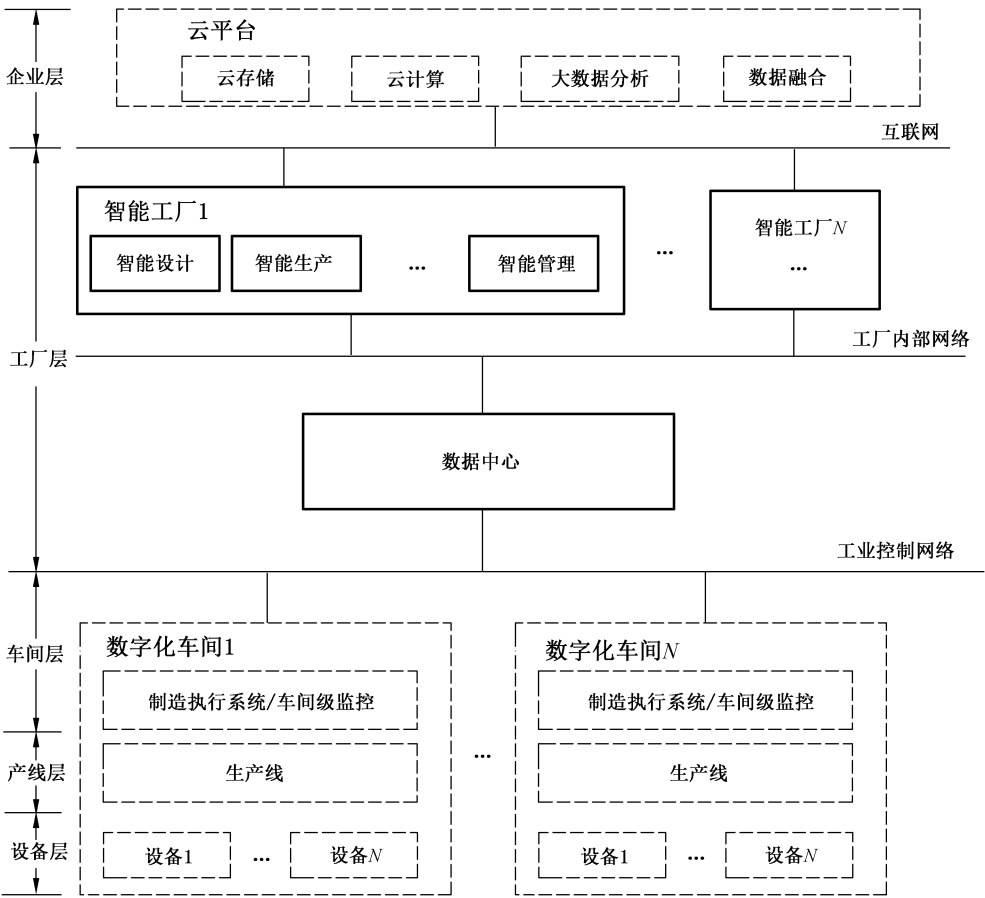 云平台
企业层
云存储
云计算
大数据分析
数据融合
互联网
智能工厂1
智能设计
智能生产
...
智能管理
...
智能工厂N
...
工厂内部网络
工厂层
数据中心
工业控制网络
车间层
数字化车间1
制造执行系统/车间级监控
产线层
生产线
设备层
设备1
...
设备N
...
数字化车间N
制造执行系统/车间级监控
生产线
设备1
...
设备N